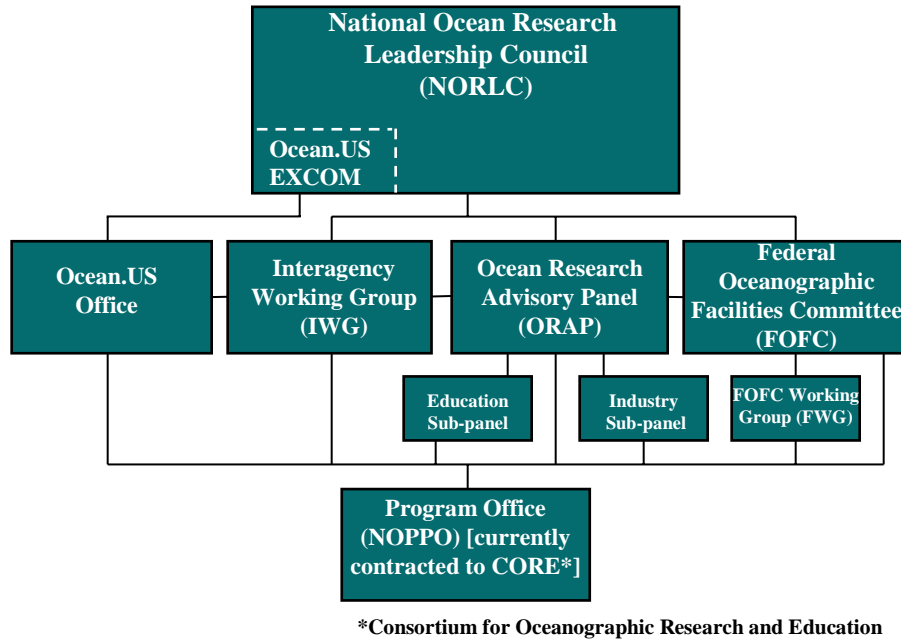 National Ocean Research
Leadership Council
(NORLC)
Ocean.US
EXCOM
Ocean.US
Office
Interagency
Working Group
(IWG)
Ocean Research
Advisory Panel
(ORAP)
Federal
Oceanographic
Facilities Committee
(FOFC)
Education
Sub-panel
Industry
Sub-panel
FOFC Working
Group (FWG)
Program Office
(NOPPO) [currently
contracted to CORE*]
*Consortium for Oceanographic Research and Education